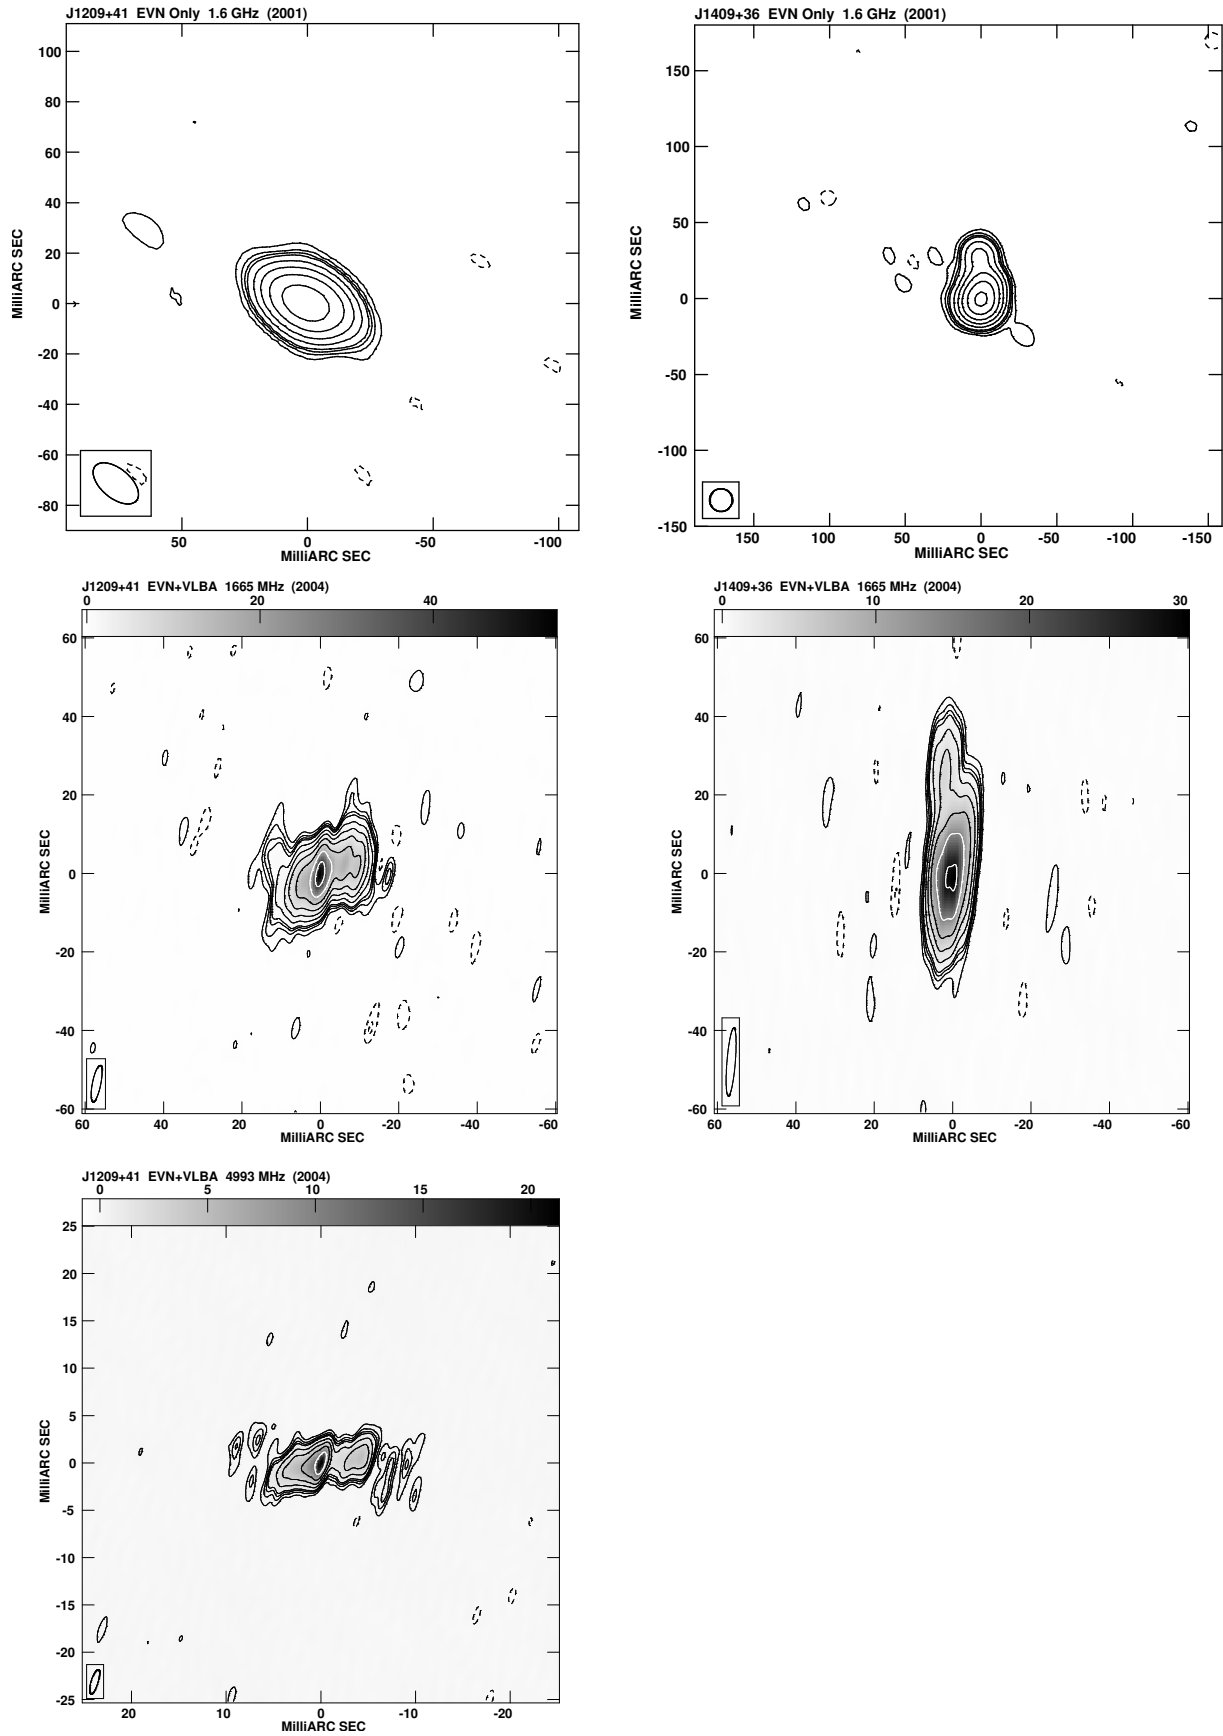 J1209+41 EVN Only 1.6 GHz (2001)
100
80
60
40
20
0
-20
-40
-60
-80
MilliARC SEC
50 0 -50 -100
MilliARC SEC
J1409+36 EVN Only 1.6 GHz (2001)
150
100
50
0
-50
-100
-150
MilliARC SEC
150 100 50 0 -50 -100 -150
MilliARC SEC
J1209+41 EVN+VLBA 1665 MHz (2004)
0 20 40
60
40
20
0
-20
-40
-60
MilliARC SEC
60 40 20 0 -20 -40 -60
MilliARC SEC
J1409+36 EVN+VLBA 1665 MHz (2004)
0 10 20 30
60
40
20
0
-20
-40
-60
MilliARC SEC
60 40 20 0 -20 -40 -60
MilliARC SEC
J1209+41 EVN+VLBA 4993 MHz (2004)
0 5 10 15 20
25
20
15
10
5
0
-5
-10
-15
-20
-25
MilliARC SEC
20 10 0 -10 -20
MilliARC SEC